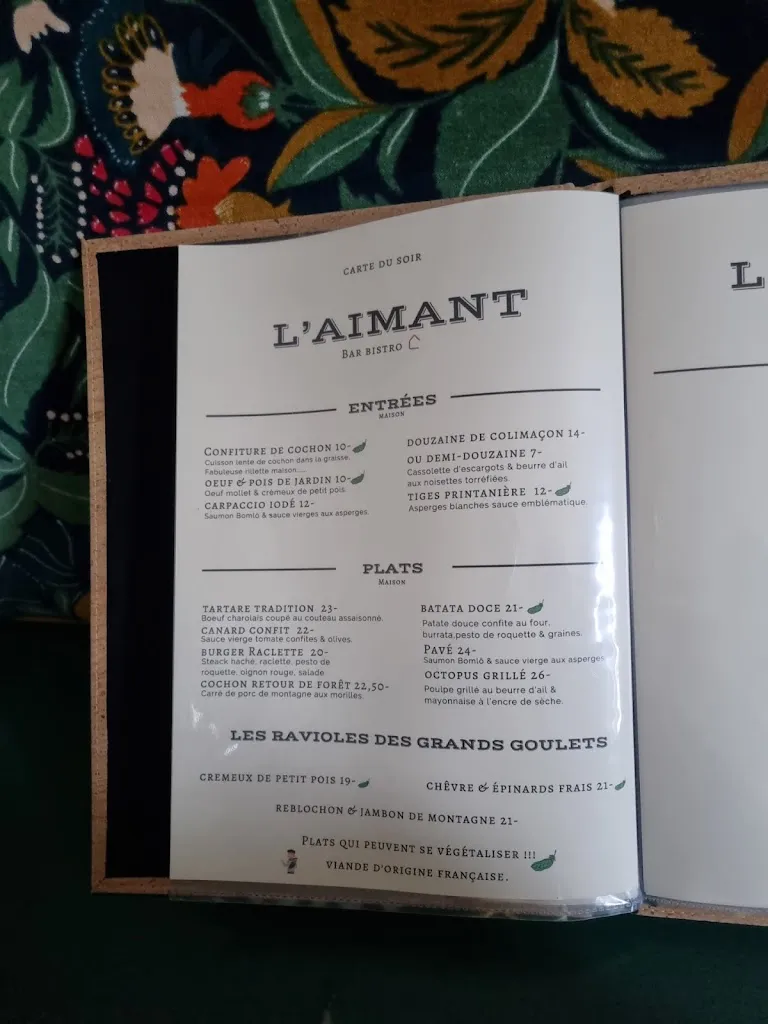 CARTE DU SOIR
L'AIMANT
BAR BISTRO
ENTRÉES
MAISON
CONFITURE DE COCHON 10-
Cuisson lente de cochon dans la graisse.
Fabuleuse rillette maison.....
OEUF & POIS DE JARDIN 10-
Oeuf mollet & crémeux de petit pois.
CARPACCIO IODÉ 12-
Saumon Bomlö & sauce vierges aux asperges.
DOUZAINE DE COLIMAÇON 14-
OU DEMI-DOUZAINE 7-
Cassolette d'escargots & beurre d'ail
aux noisettes torréfiées.
TIGES PRINTANIÈRE 12-
Asperges blanches sauce emblématique.
PLATS
MAISON
TARTARE TRADITION 23-
Boeuf charolais coupé au couteau assaisonné.
CANARD CONFIT 22-
Sauce vierge tomate confites & olives.
BURGER RACLETTE 20-
Steack haché, raclette, pesto de
roquette, oignon rouge, salade
COCHON RETOUR DE FORÊT 22,50-
Carré de porc de montagne aux morilles.
BATATA DOCE 21-
Patate douce confite au four,
burrata,pesto de roquette & graines.
PAVÉ 24-
Saumon Bomlö & sauce vierge aux asperges
OCTOPUS GRILLÉ 26-
Poulpe grillé au beurre d'ail &
mayonnaise à l'encre de sèche.
LES RAVIOLES DES GRANDS GOULETS
CREMEUX DE PETIT POIS 19-
CHÈVRE & ÉPINARDS FRAIS 21-
REBLOCHON & JAMBON DE MONTAGNE 21-
PLATS QUI PEUVENT SE VÉGÉTALISER !!!
VIANDE D'ORIGINE FRANÇAISE.
L